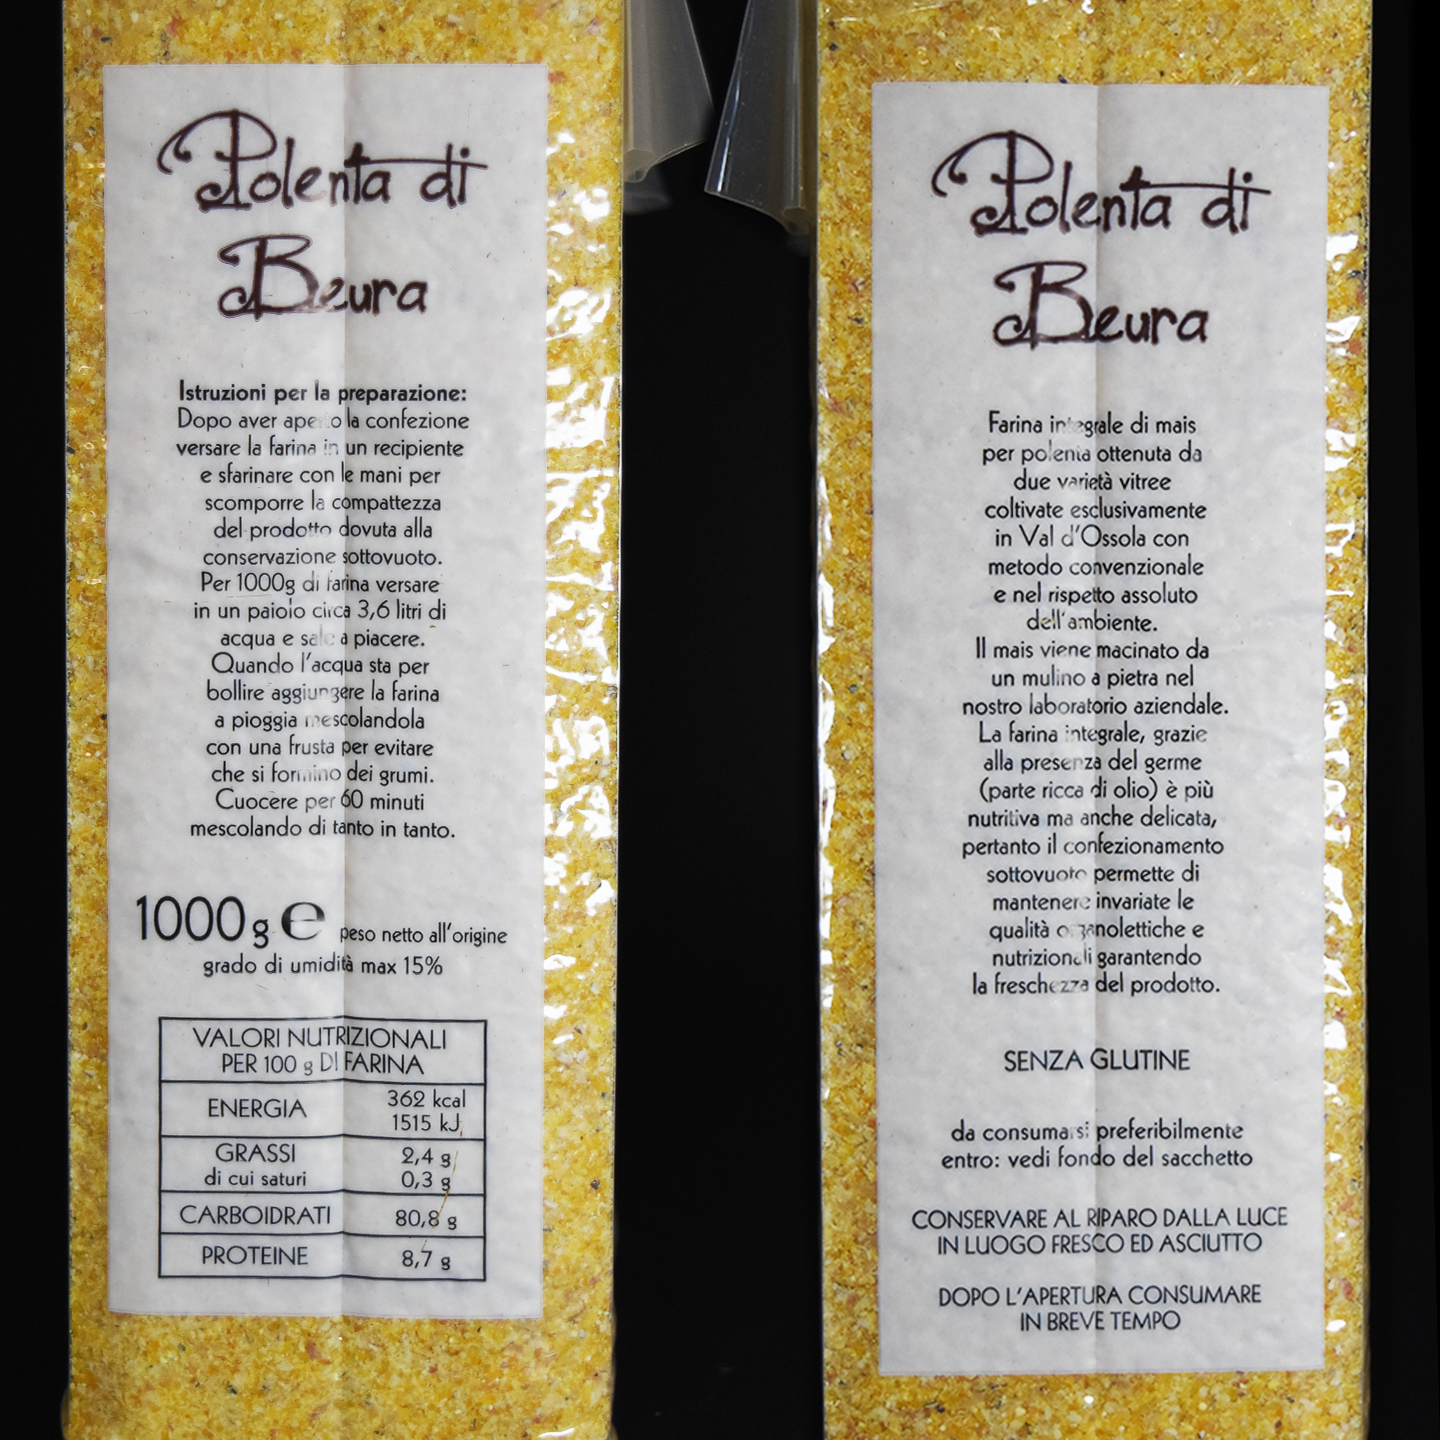 Polenta di
Beura
Istruzioni per la preparazione:
Dopo aver aperto la confezione
versare la farina in un recipiente
e sfarinare con le mani per
scomporre la compattezza
del prodotto dovuta alla
conservazione sottovuoto.
Per 1000g di farina versare
in un paiolo circa 3,6 litri di
acqua e sale a piacere.
Quando l'acqua sta per
bollire aggiungere la farina
a pioggia mescolandola
con una frusta per evitare
che si formino dei grumi.
Cuocere per 60 minuti
mescolando di tanto in tanto.
1000 g ℮ peso netto all'origine
grado di umidità max 15%
VALORI NUTRIZIONALI
PER 100 g DI FARINA
ENERGIA 362 kcal
1515 kJ
GRASSI 2,4 g
di cui saturi 0,3 g
CARBOIDRATI 80,8 g
PROTEINE 8,7 g
Polenta di
Beura
Farina integrale di mais
per polenta ottenuta da
due varietà vitree
coltivate esclusivamente
in Val d'Ossola con
metodo convenzionale
e nel rispetto assoluto
dell'ambiente.
Il mais viene macinato da
un mulino a pietra nel
nostro laboratorio aziendale.
La farina integrale, grazie
alla presenza del germe
(parte ricca di olio) è più
nutritiva ma anche delicata,
pertanto il confezionamento
sottovuoto permette di
mantenere invariate le
qualità organolettiche e
nutrizionali garantendo
la freschezza del prodotto.
SENZA GLUTINE
da consumarsi preferibilmente
entro: vedi fondo del sacchetto
CONSERVARE AL RIPARO DALLA LUCE
IN LUOGO FRESCO ED ASCIUTTO
DOPO L'APERTURA CONSUMARE
IN BREVE TEMPO